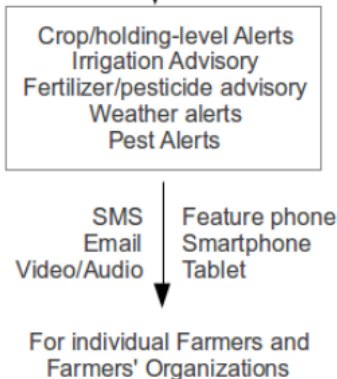 Crop/holding-level Alerts
Irrigation Advisory
Fertilizer/pesticide advisory
Weather alerts
Pest Alerts
SMS
Email
Video/Audio
Feature phone
Smartphone
Tablet
For individual Farmers and
Farmers' Organizations